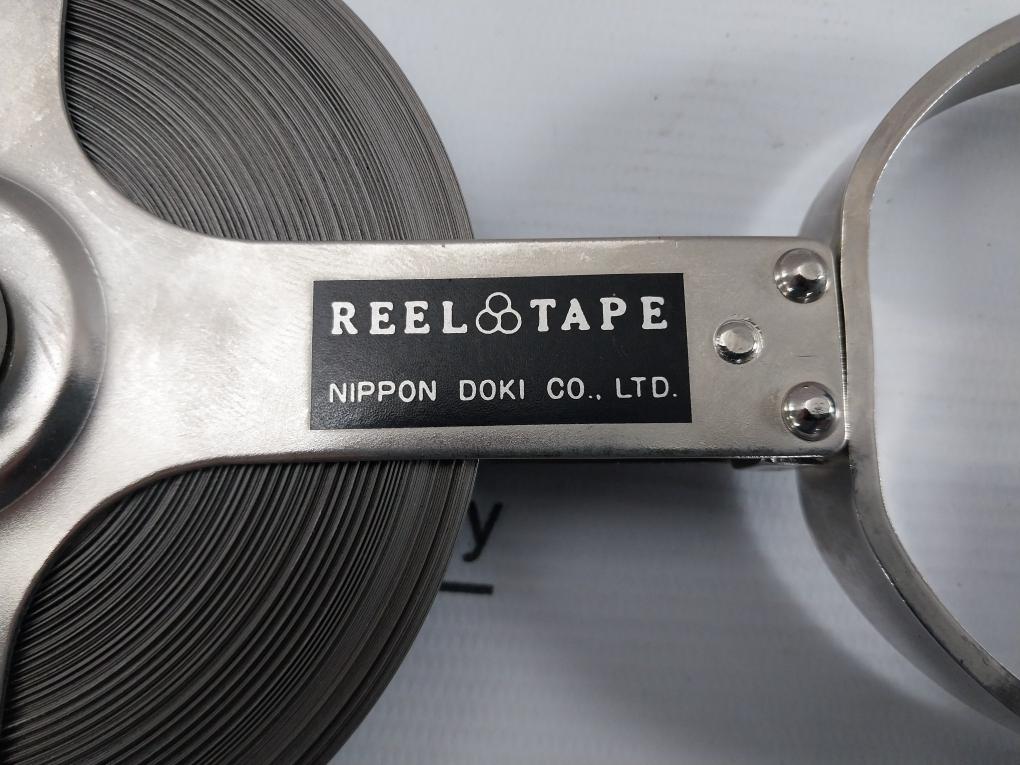 REEL TAPE
NIPPON DOKI CO., LTD.
y